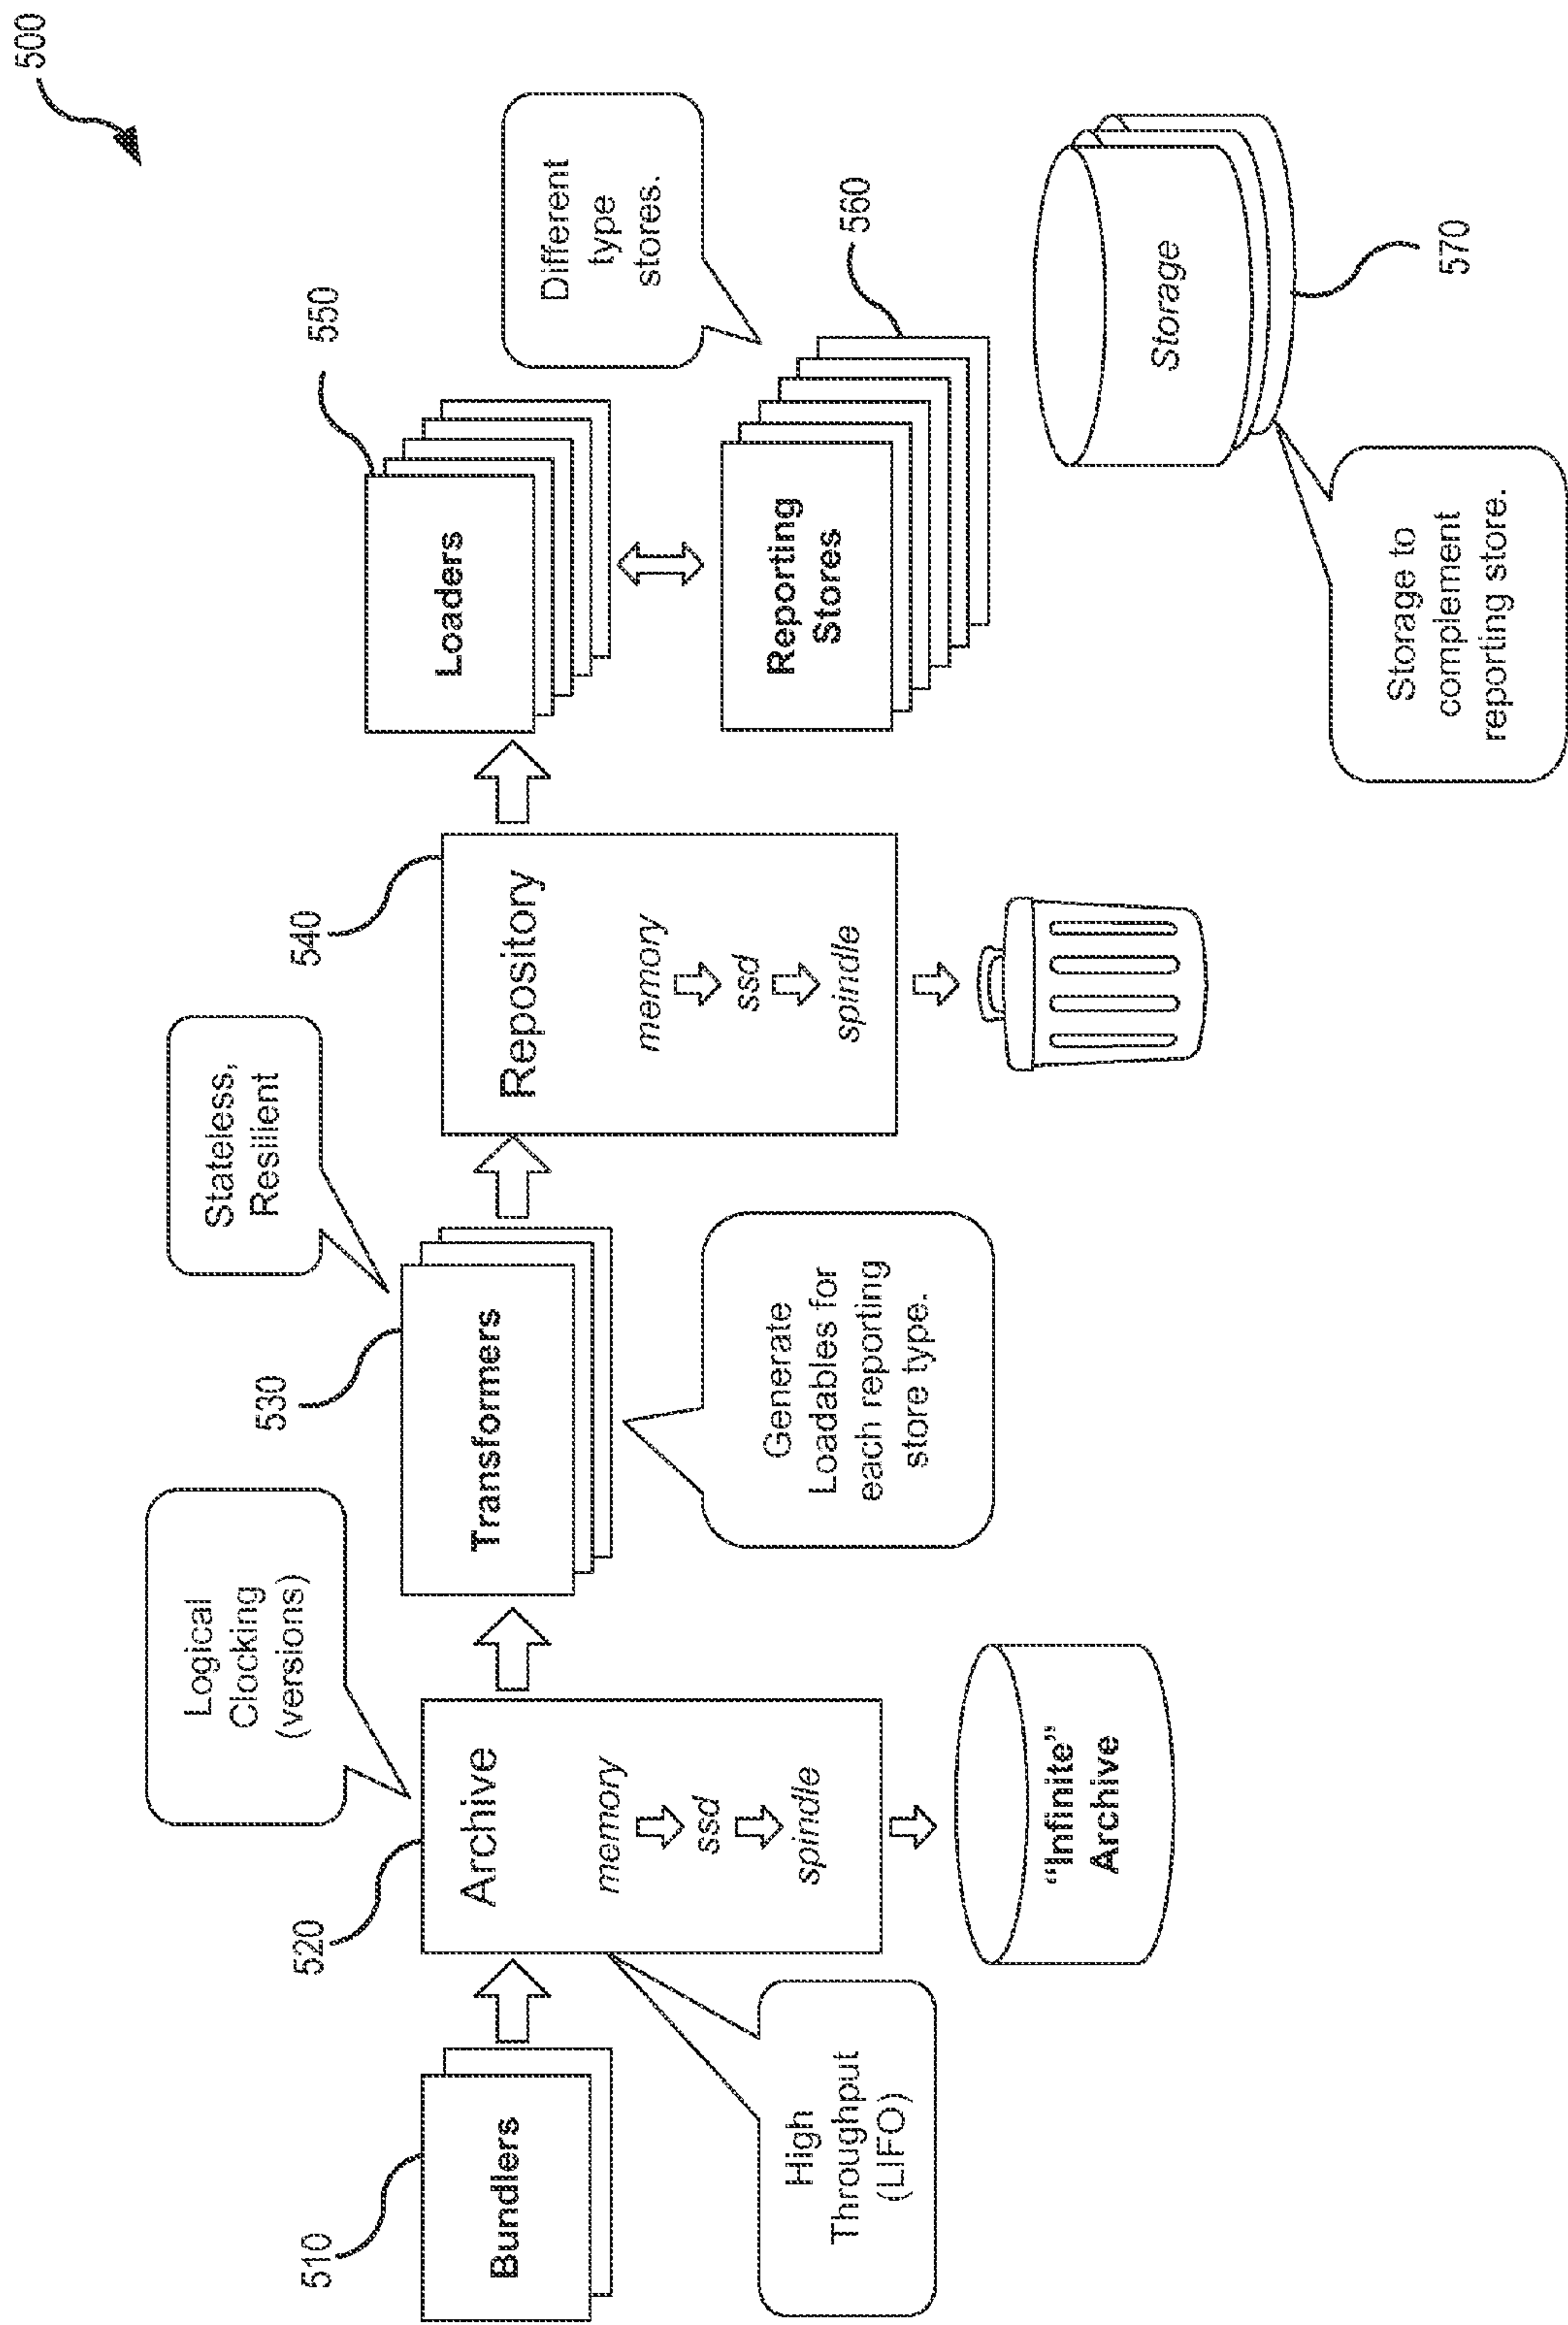 500
510
Bundlers
High
Throughput
(LIFO)
520
Archive
memory
ssd
spindle
Logical
Clocking
(versions)
“Infinite”
Archive
530
Transformers
Stateless,
Resilient
Generate
Loadables for
each reporting
store type.
540
Repository
memory
ssd
spindle
550
Loaders
Different
type
stores.
560
Reporting
Stores
Storage
570
Storage to
complement
reporting store.